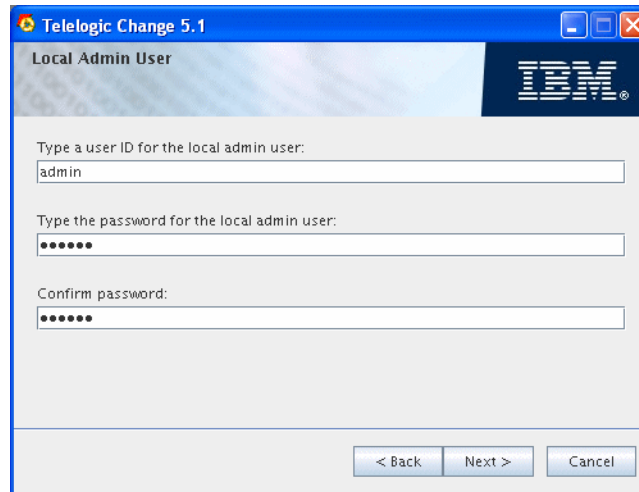 Telelogic Change 5.1
Local Admin User
IBM®
Type a user ID for the local admin user:
admin
Type the password for the local admin user:
●●●●●●
Confirm password:
●●●●●●
< Back
Next >
Cancel